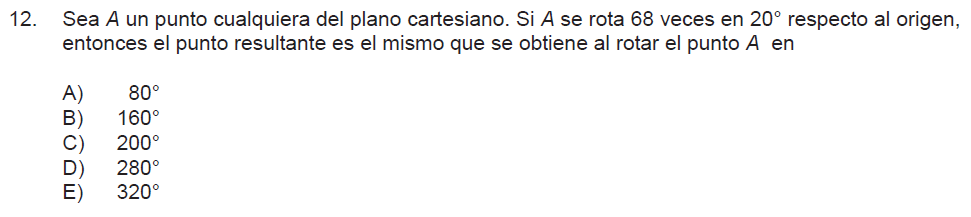 12. Sea A un punto cualquiera del plano cartesiano. Si A se rota 68 veces en 20° respecto al origen,
entonces el punto resultante es el mismo que se obtiene al rotar el punto A en
A) 80°
B) 160°
C) 200°
D) 280°
E) 320°